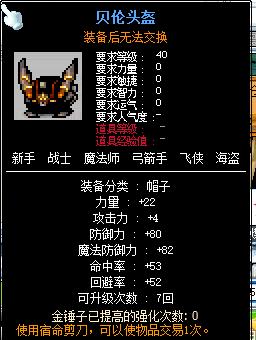 贝伦头盔
装备后无法交换
要求等级: 40
要求力量: 0
要求敏捷: 0
要求智力: 0
要求运气: 0
要求人气度: -
道具等级: -
道具经验值: -
新手 战士 魔法师 弓箭手 飞侠 海盗
装备分类 : 帽子
力量 : +22
攻击力 : +4
防御力 : +80
魔法防御力 : +82
命中率 : +53
回避率 : +52
可升级次数 : 7回
金锤子已提高的强化次数: 0
使用宿命剪刀，可以使物品交易1次。